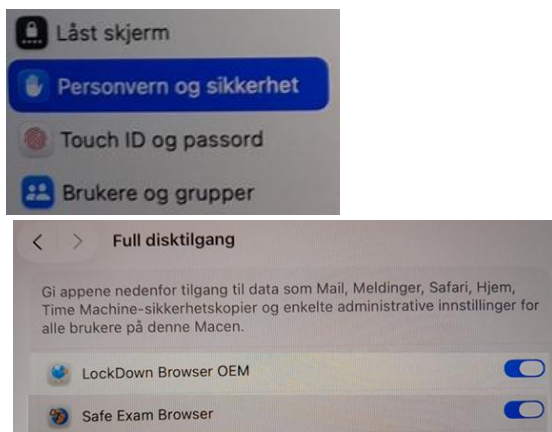 Låst skjerm
Personvern og sikkerhet
Touch ID og passord
Brukere og grupper
Full disktilgang
Gi appene nedenfor tilgang til data som Mail, Meldinger, Safari, Hjem,
Time Machine-sikkerhetskopier og enkelte administrative innstillinger for
alle brukere på denne Macen.
LockDown Browser OEM
Safe Exam Browser